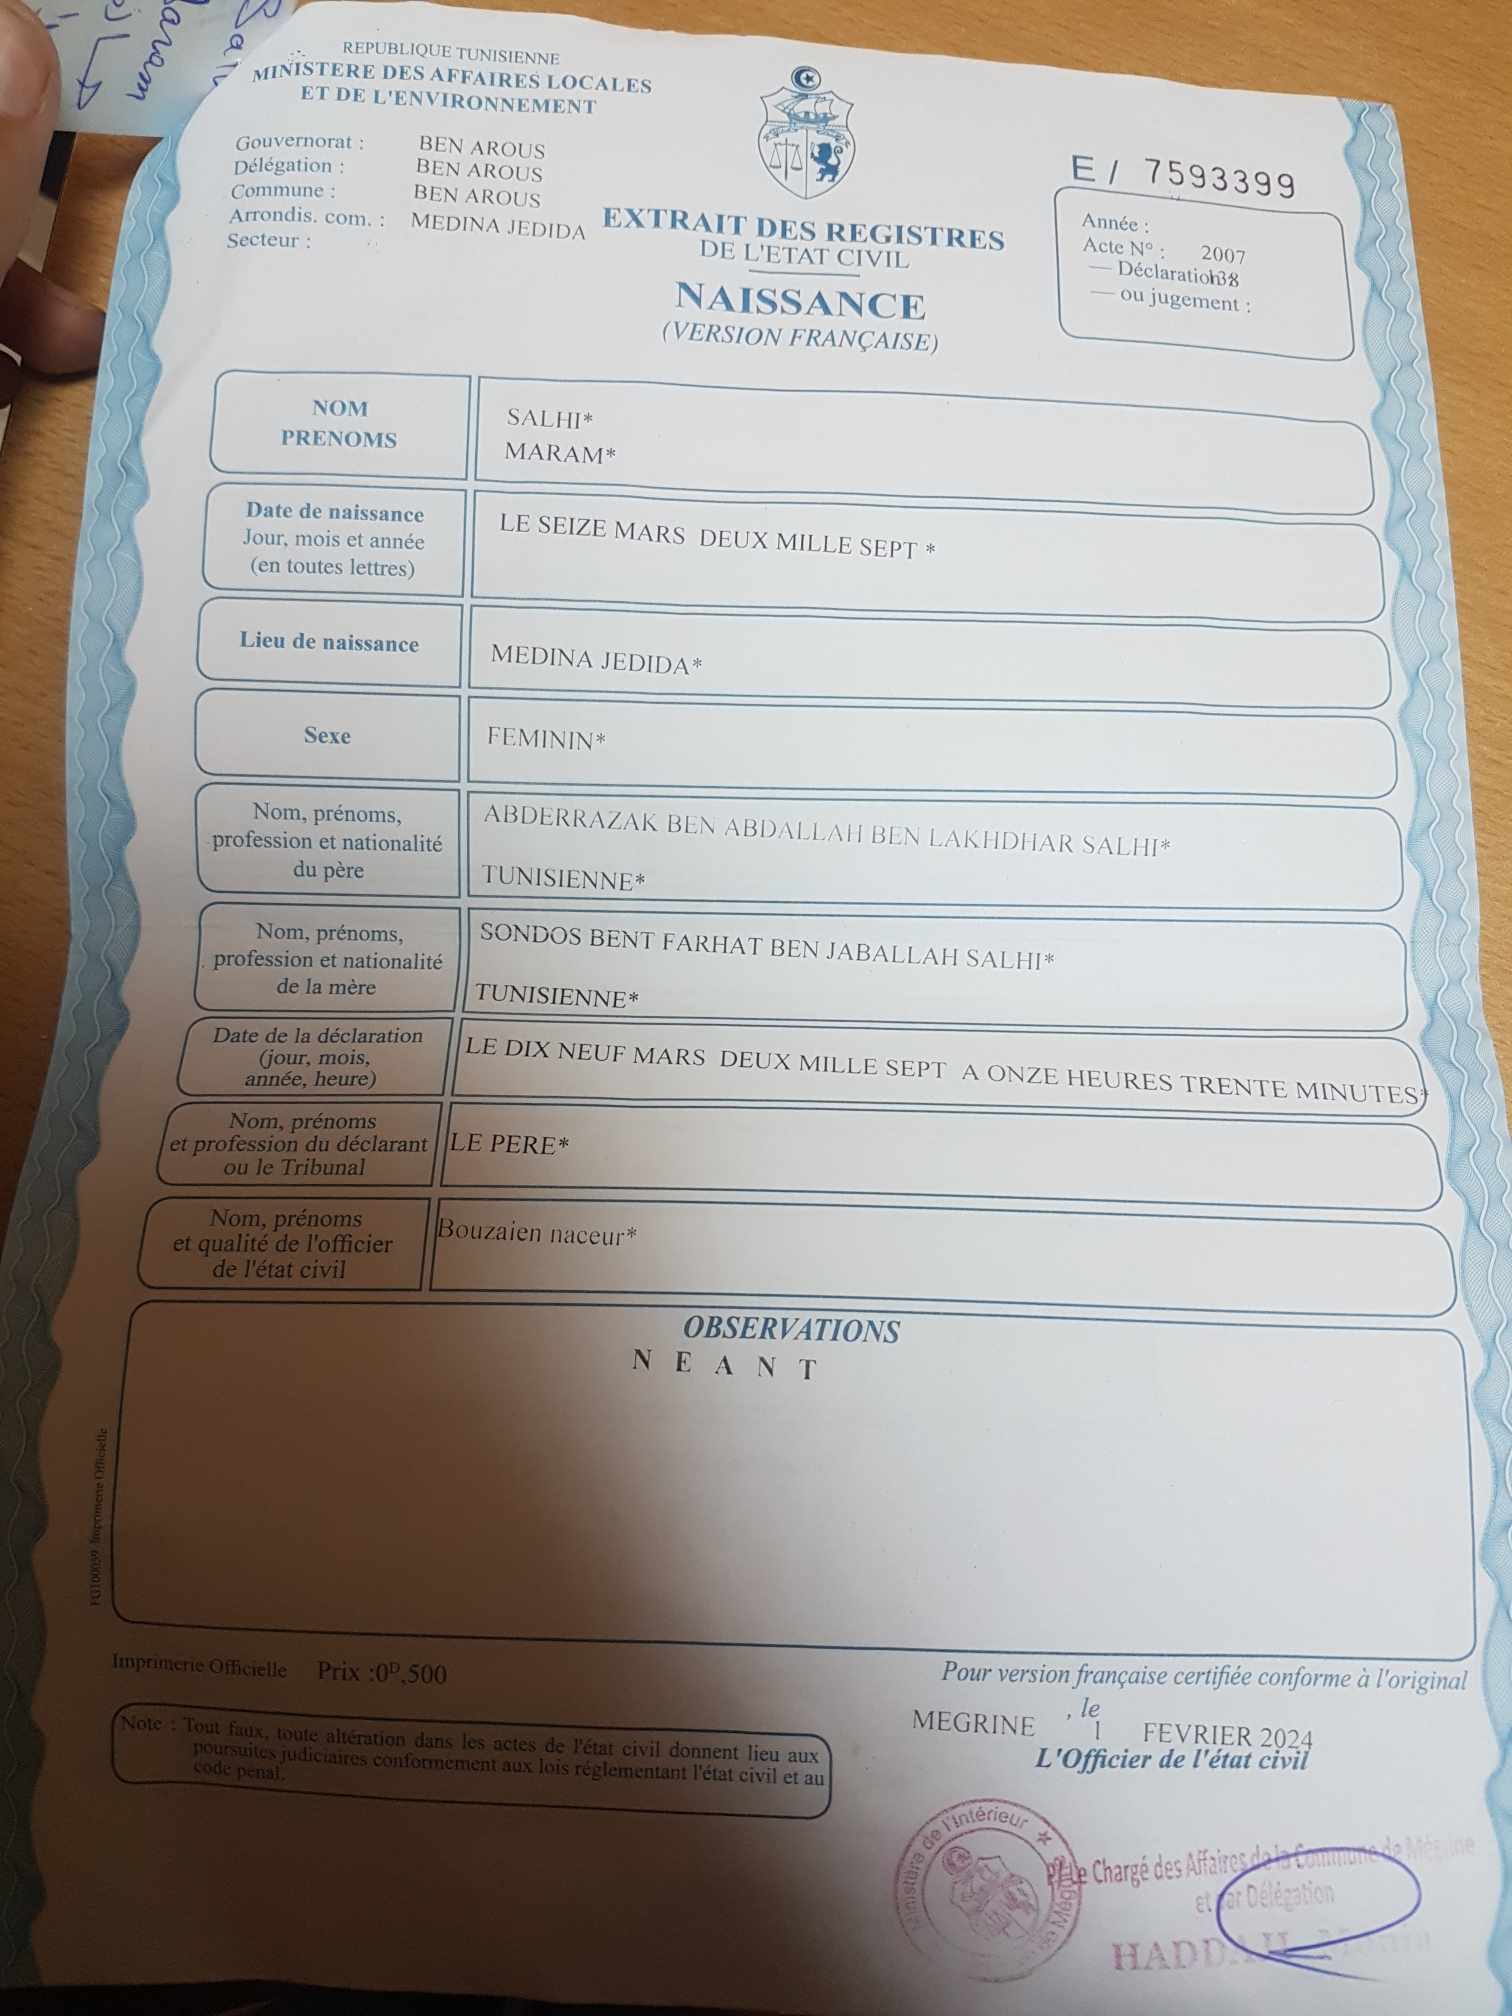 REPUBLIQUE TUNISIENNE
MINISTERE DES AFFAIRES LOCALES
ET DE L'ENVIRONNEMENT
Gouvernorat : BEN AROUS
Délégation : BEN AROUS
Commune : BEN AROUS
Arrondis. com. : MEDINA JEDIDA
Secteur :
EXTRAIT DES REGISTRES
DE L'ETAT CIVIL
NAISSANCE
(VERSION FRANÇAISE)
E / 7593399
Année :
Acte N° : 2007
— Déclaration
— ou jugement :
NOM
PRENOMS
SALHI*
MARAM*
Date de naissance
Jour, mois et année
(en toutes lettres)
LE SEIZE MARS DEUX MILLE SEPT *
Lieu de naissance
MEDINA JEDIDA*
Sexe
FEMININ*
Nom, prénoms,
profession et nationalité
du père
ABDERRAZAK BEN ABDALLAH BEN LAKHDHAR SALHI*
TUNISIENNE*
Nom, prénoms,
profession et nationalité
de la mère
SONDOS BENT FARHAT BEN JABALLAH SALHI*
TUNISIENNE*
Date de la déclaration
(jour, mois,
année, heure)
LE DIX NEUF MARS DEUX MILLE SEPT A ONZE HEURES TRENTE MINUTES*
Nom, prénoms
et profession du déclarant
ou le Tribunal
LE PERE*
Nom, prénoms
et qualité de l'officier
de l'état civil
Bouzaien naceur*
OBSERVATIONS
N E A N T
FG100039 Imprimerie Officielle
Imprimerie Officielle Prix :0D,500
Note : Tout faux, toute altération dans les actes de l'état civil donnent lieu aux
poursuites judiciaires conformement aux lois réglementant l'état civil et au
code pénal.
Pour version française certifiée conforme à l'original
, le
MEGRINE 1 FEVRIER 2024
L'Officier de l'état civil
Ministère de l'Intérieur
P/ Le Chargé des Affaires de la Commune de Mégrine
et par Délégation
Maram